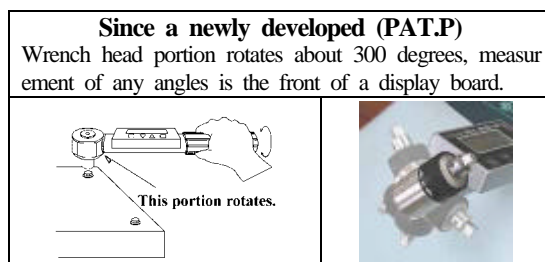 Since a newly developed (PAT.P)
Wrench head portion rotates about 300 degrees, measur
ement of any angles is the front of a display board.
This portion rotates.